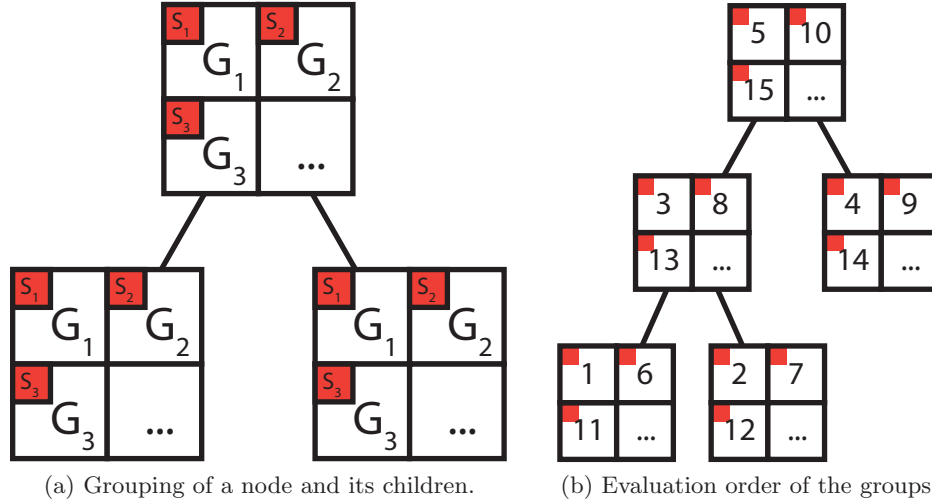 S1 S2
G1 G2
S3
G3 ...
S1 S2
G1 G2
S3
G3 ...
S1 S2
G1 G2
S3
G3 ...
(a) Grouping of a node and its children.
5 10
15 ...
3 8
13 ...
4 9
14 ...
1 6
11 ...
2 7
12 ...
(b) Evaluation order of the groups